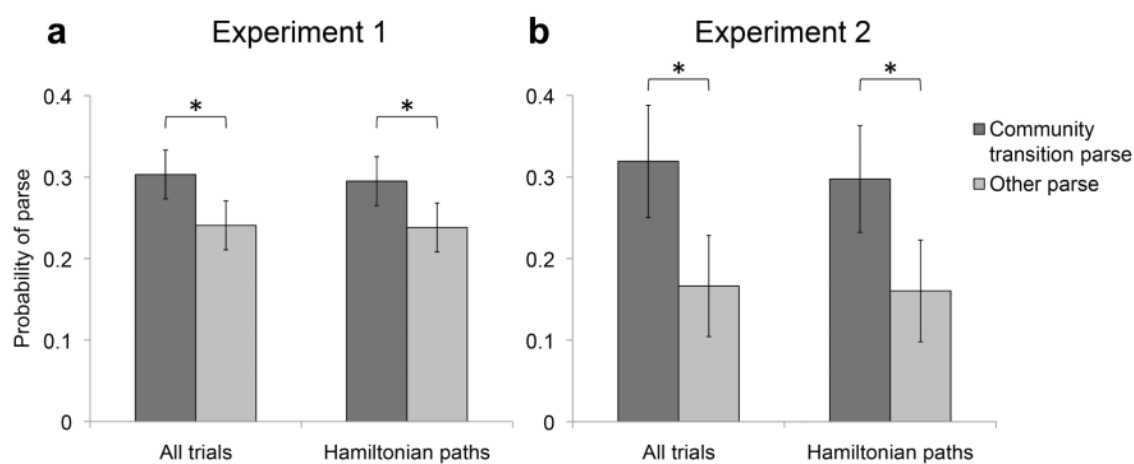 a Experiment 1
b Experiment 2
Probability of parse
0.4
0.3
0.2
0.1
0
*
*
All trials
Hamiltonian paths
0.4
0.3
0.2
0.1
0
*
*
All trials
Hamiltonian paths
Community
transition parse
Other parse